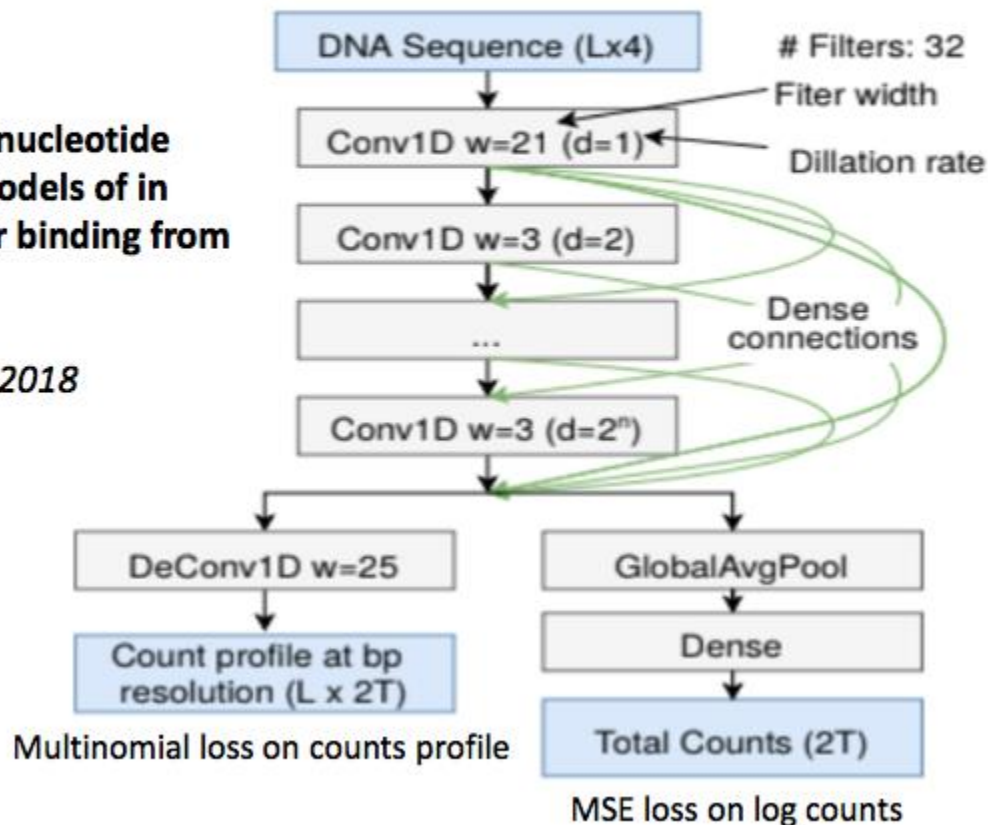 DNA Sequence (Lx4)
# Filters: 32
Fiter width
Conv1D w=21 (d=1)
Dillation rate
nucleotide
odels of in
r binding from
Conv1D w=3 (d=2)
Dense
connections
...
2018
Conv1D w=3 (d=2ⁿ)
DeConv1D w=25
GlobalAvgPool
Count profile at bp
resolution (L x 2T)
Dense
Multinomial loss on counts profile
Total Counts (2T)
MSE loss on log counts